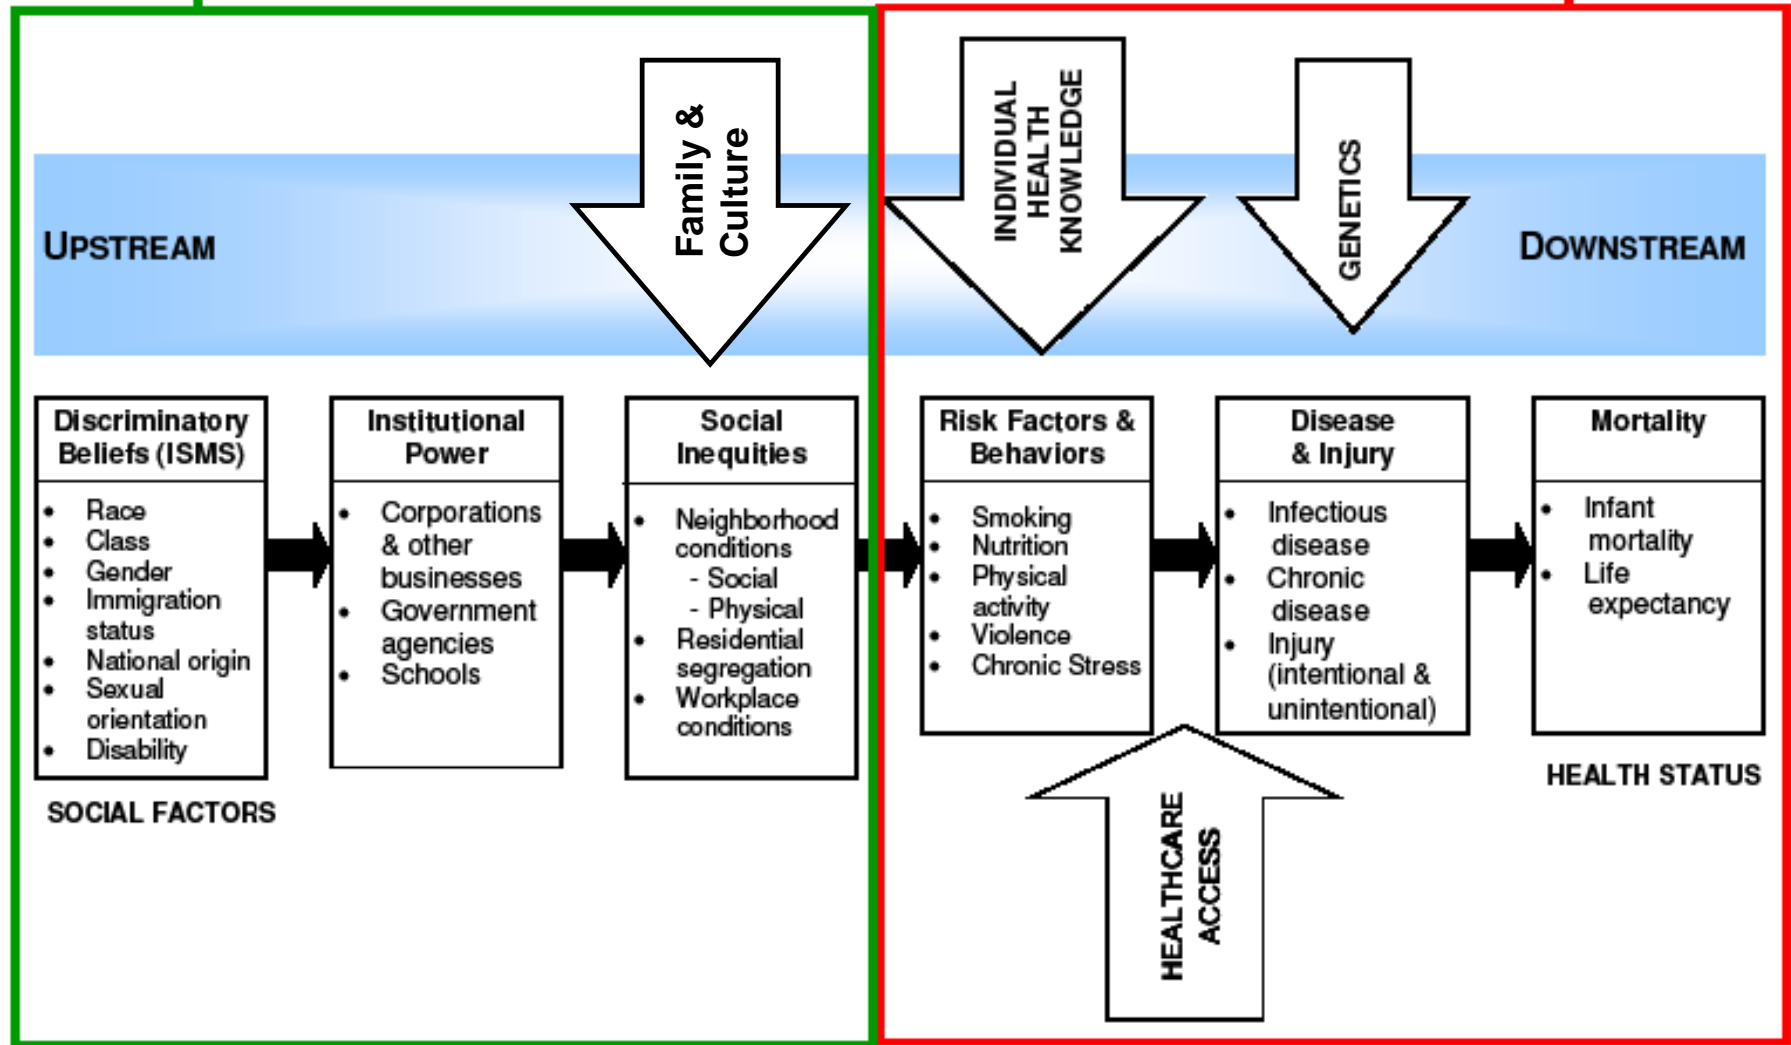 Family &
Culture
INDIVIDUAL
HEALTH
KNOWLEDGE
GENETICS
UPSTREAM
DOWNSTREAM
Discriminatory
Beliefs (ISMS)
• Race
• Class
• Gender
• Immigration
status
• National origin
• Sexual
orientation
• Disability
SOCIAL FACTORS
Institutional
Power
• Corporations
& other
businesses
• Government
agencies
• Schools
Social
Inequities
• Neighborhood
conditions
- Social
- Physical
• Residential
segregation
• Workplace
conditions
Risk Factors &
Behaviors
• Smoking
• Nutrition
• Physical
activity
• Violence
• Chronic Stress
Disease
& Injury
• Infectious
disease
• Chronic
disease
• Injury
(intentional &
unintentional)
Mortality
• Infant
mortality
• Life
expectancy
HEALTH STATUS
HEALTHCARE
ACCESS